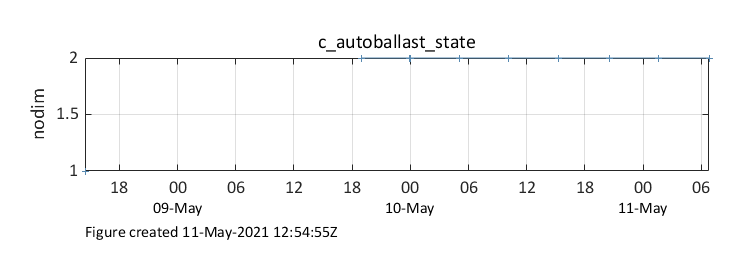 c_autoballast_state
nodim
2
1.5
1
18 00 06 12 18 00 06 12 18 00 06
09-May 10-May 11-May
Figure created 11-May-2021 12:54:55Z